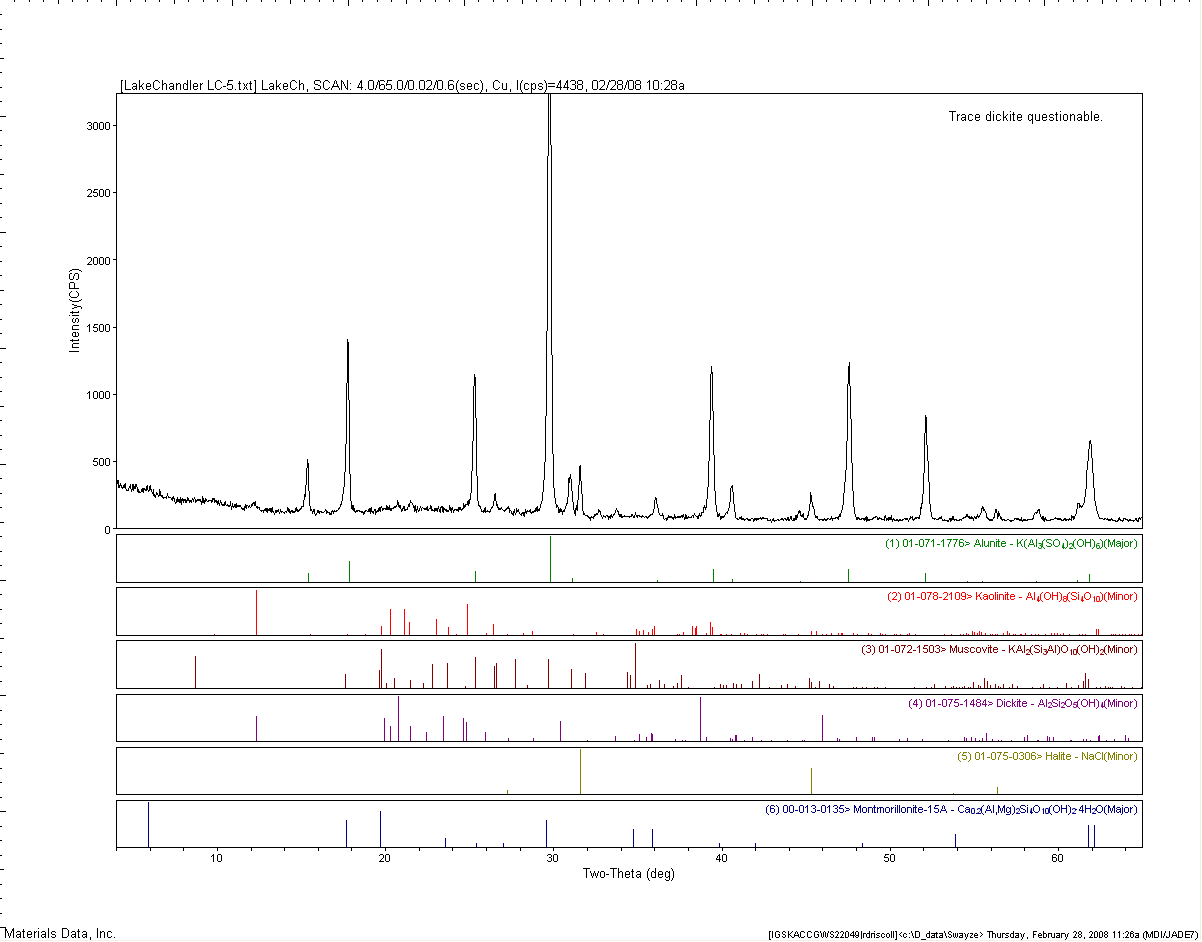 [LakeChandler LC-5.txt] LakeCh, SCAN: 4.0/65.0/0.02/0.6(sec), Cu, I(cps)=4438, 02/28/08 10:28a
Trace dickite questionable.
3000
2500
2000
1500
1000
500
0
Intensity(CPS)
(1) 01-071-1776> Alunite - K(Al3(SO4)2(OH)6)(Major)
(2) 01-078-2109> Kaolinite - Al4(OH)8(Si4O10)(Minor)
(3) 01-072-1503> Muscovite - KAl2(Si3Al)O10(OH)2(Minor)
(4) 01-075-1484> Dickite - Al2Si2O5(OH)4(Minor)
(5) 01-075-0306> Halite - NaCl(Minor)
(6) 00-013-0135> Montmorillonite-15A - Ca0.2(Al,Mg)2Si4O10(OH)2·4H2O(Major)
10 20 30 40 50 60
Two-Theta (deg)
Materials Data, Inc.
[IGSKACCGWS22049|rdriscoll]<c:\D_data\Swayze> Thursday, February 28, 2008 11:26a (MDI/JADE7)